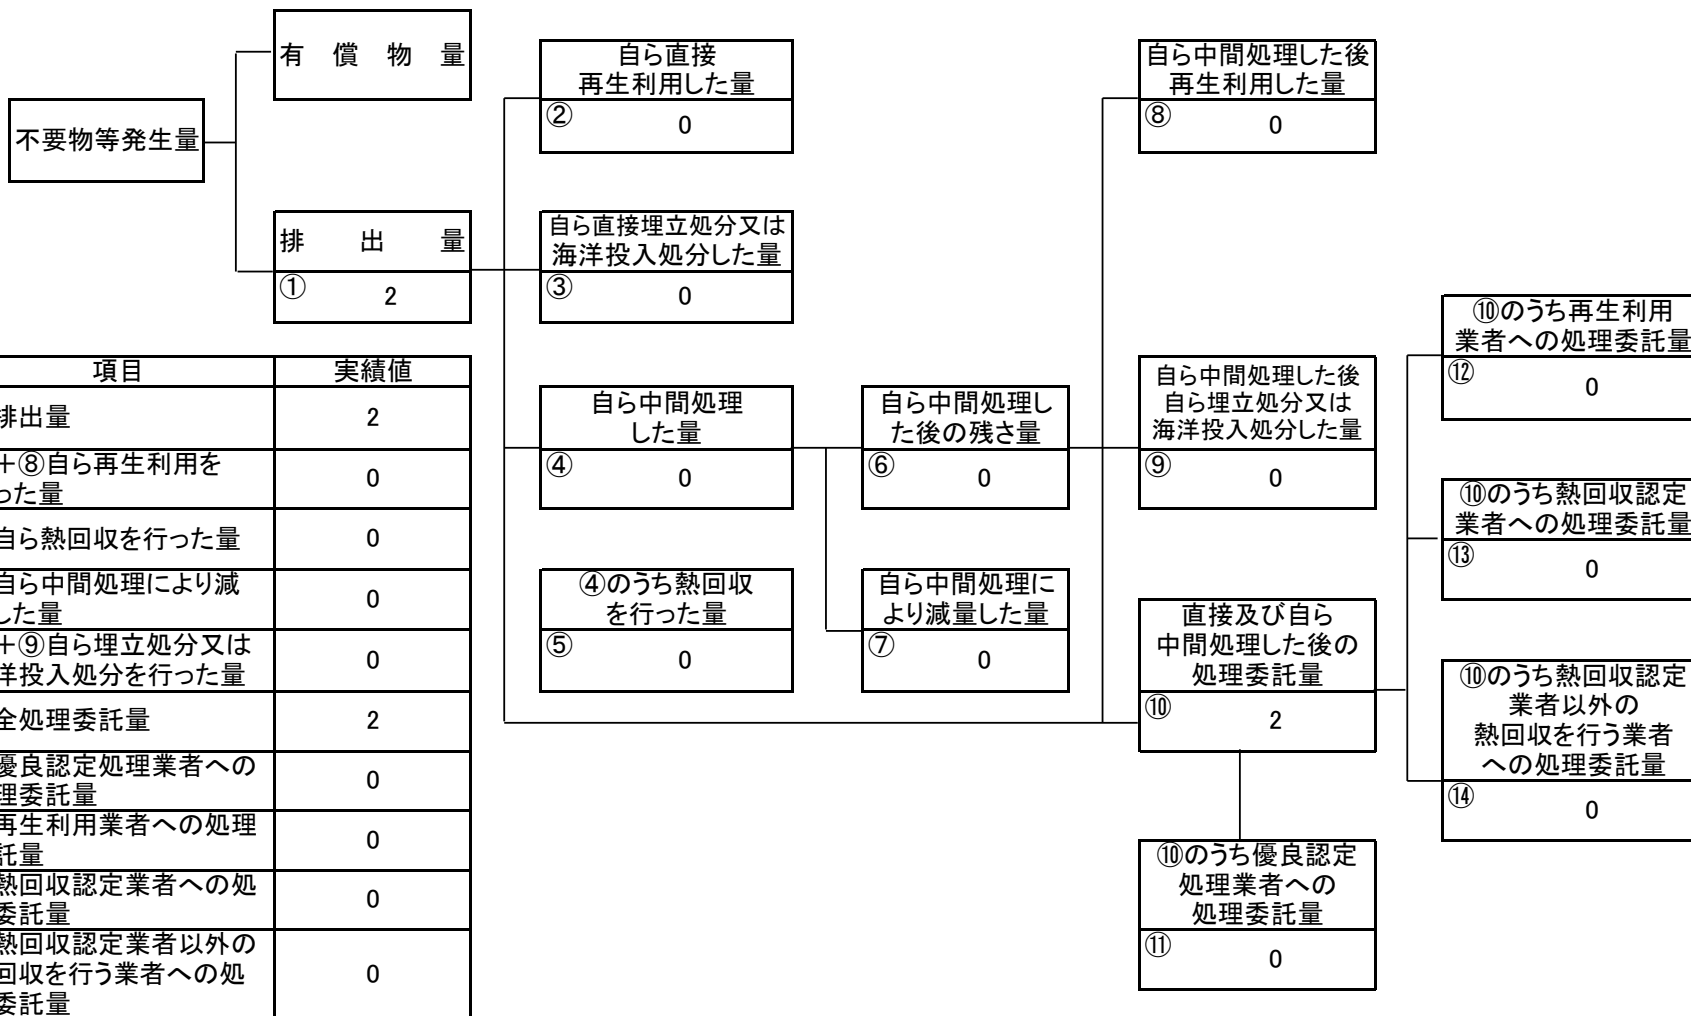 有償物量
不要物等発生量
排出量
①
2
自ら直接
再生利用した量
②
0
自ら直接埋立処分又は
海洋投入処分した量
③
0
自ら中間処理
した量
④
0
④のうち熱回収
を行った量
⑤
0
自ら中間処理し
た後の残さ量
⑥
0
自ら中間処理に
より減量した量
⑦
0
自ら中間処理した後
再生利用した量
⑧
0
自ら中間処理した後
自ら埋立処分又は
海洋投入処分した量
⑨
0
直接及び自ら
中間処理した後の
処理委託量
⑩
2
⑩のうち優良認定
処理業者への
処理委託量
⑪
0
⑩のうち再生利用
業者への処理委託量
⑫
0
⑩のうち熱回収認定
業者への処理委託量
⑬
0
⑩のうち熱回収認定
業者以外の
熱回収を行う業者
への処理委託量
⑭
0
項目 実績値
排出量 2
+⑧自ら再生利用を
った量
0
自ら熱回収を行った量 0
自ら中間処理により減
した量
0
+⑨自ら埋立処分又は
洋投入処分を行った量
0
全処理委託量 2
優良認定処理業者への
理委託量
0
再生利用業者への処理
託量
0
熱回収認定業者への処
委託量
0
熱回収認定業者以外の
回収を行う業者への処
委託量
0